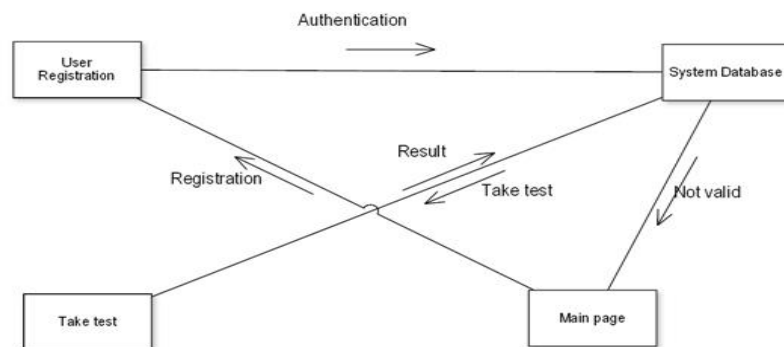 Authentication
User
Registration
System Database
Result
Registration
Take test
Not valid
Take test
Main page